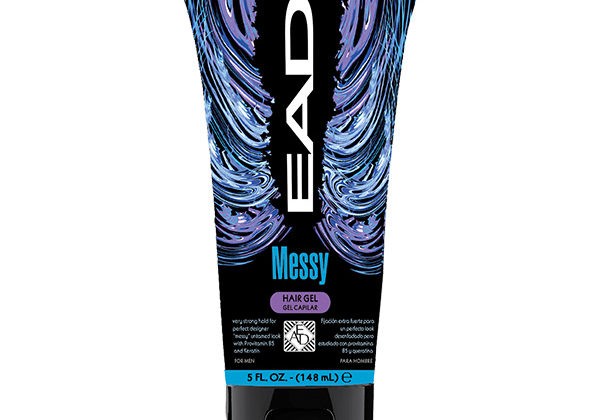 EAD
Messy
HAIR GEL
GEL CAPILAR
very strong hold for
perfect designer
"messy" untamed look
with Provitamin B5
and Keratin
FOR MEN
EAD
fijación extra fuerte para
un perfecto look
desenfadado pero
estudiado con provitamina
B5 y queratina
PARA HOMBRE
5 FL. OZ. - (148 mL) e